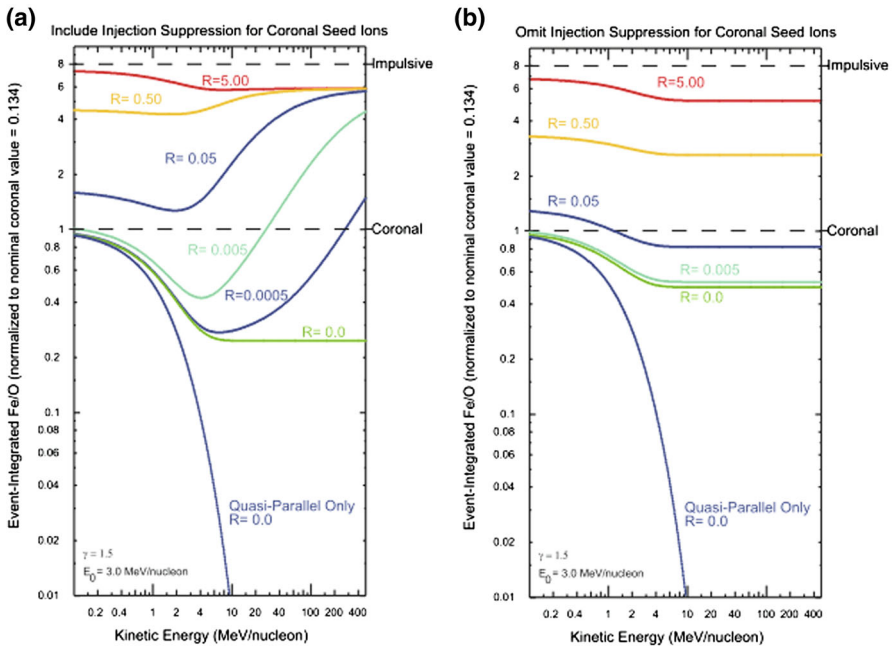 (a)
Include Injection Suppression for Coronal Seed Ions
Event-Integrated Fe/O (normalized to nominal coronal value = 0.134)
8
6
4
2
1
0.8
0.6
0.4
0.2
0.1
0.08
0.06
0.04
0.02
0.01
Impulsive
R=5.00
R= 0.50
R= 0.05
Coronal
R= 0.005
R=0.0005
R= 0.0
Quasi-Parallel Only
R= 0.0
γ = 1.5
E0 = 3.0 MeV/nucleon
0.2 0.4 1 2 4 10 20 40 100 400
Kinetic Energy (MeV/nucleon)
(b)
Omit Injection Suppression for Coronal Seed Ions
Event-Integrated Fe/O (normalized to nominal coronal value = 0.134)
8
6
4
2
1
0.8
0.6
0.4
0.2
0.1
0.08
0.06
0.04
0.02
0.01
Impulsive
R=5.00
R= 0.50
R= 0.05
Coronal
R= 0.005
R= 0.0
Quasi-Parallel Only
R= 0.0
γ = 1.5
E0 = 3.0 MeV/nucleon
0.2 0.4 1 2 4 10 20 40 100 200 400
Kinetic Energy (MeV/nucleon)